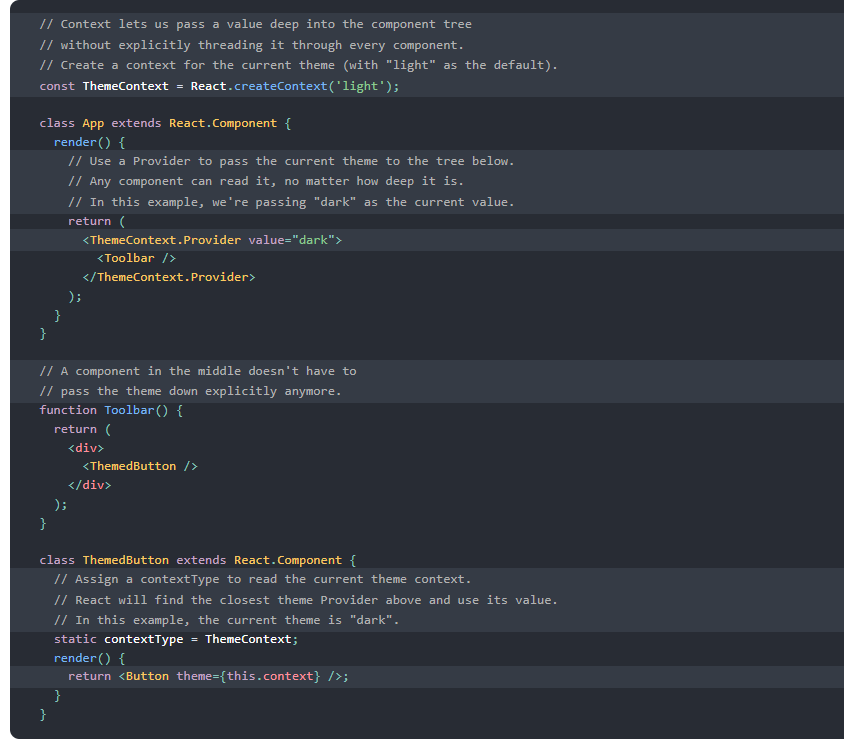 // Context lets us pass a value deep into the component tree
// without explicitly threading it through every component.
// Create a context for the current theme (with "light" as the default).
const ThemeContext = React.createContext('light');

class App extends React.Component {
  render() {
    // Use a Provider to pass the current theme to the tree below.
    // Any component can read it, no matter how deep it is.
    // In this example, we're passing "dark" as the current value.
    return (
      <ThemeContext.Provider value="dark">
        <Toolbar />
      </ThemeContext.Provider>
    );
  }
}

// A component in the middle doesn't have to
// pass the theme down explicitly anymore.
function Toolbar() {
  return (
    <div>
      <ThemedButton />
    </div>
  );
}

class ThemedButton extends React.Component {
  // Assign a contextType to read the current theme context.
  // React will find the closest theme Provider above and use its value.
  // In this example, the current theme is "dark".
  static contextType = ThemeContext;
  render() {
    return <Button theme={this.context} />;
  }
}